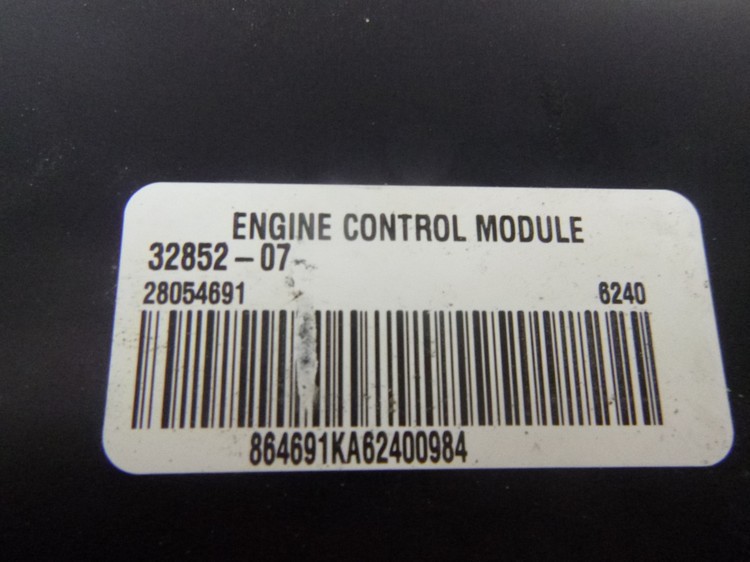 ENGINE CONTROL MODULE
32852-07
28054691 6240
864691KA62400984